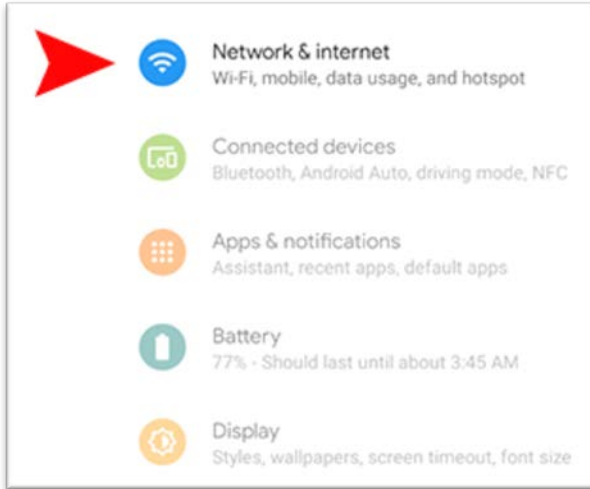 Network & internet
Wi-Fi, mobile, data usage, and hotspot
Connected devices
Bluetooth, Android Auto, driving mode, NFC
Apps & notifications
Assistant, recent apps, default apps
Battery
77% - Should last until about 3:45 AM
Display
Styles, wallpapers, screen timeout, font size